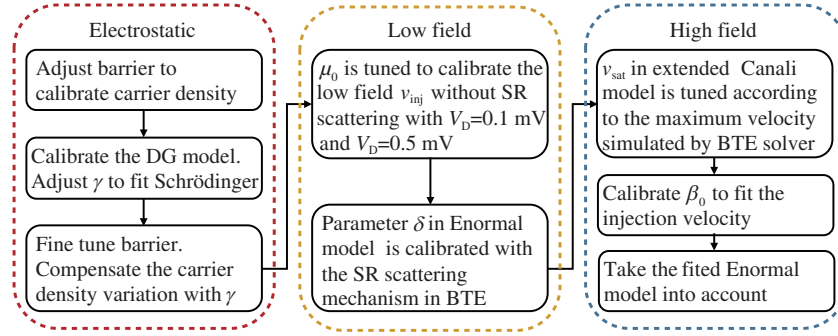 Electrostatic
Adjust barrier to
calibrate carrier density
Calibrate the DG model.
Adjust γ to fit Schrödinger
Fine tune barrier.
Compensate the carrier
density variation with γ
Low field
μ0 is tuned to calibrate the
low field vinj without SR
scattering with VD=0.1 mV
and VD=0.5 mV
Parameter δ in Enormal
model is calibrated with
the SR scattering
mechanism in BTE
High field
vsat in extended Canali
model is tuned according
to the maximum velocity
simulated by BTE solver
Calibrate β0 to fit the
injection velocity
Take the fited Enormal
model into account